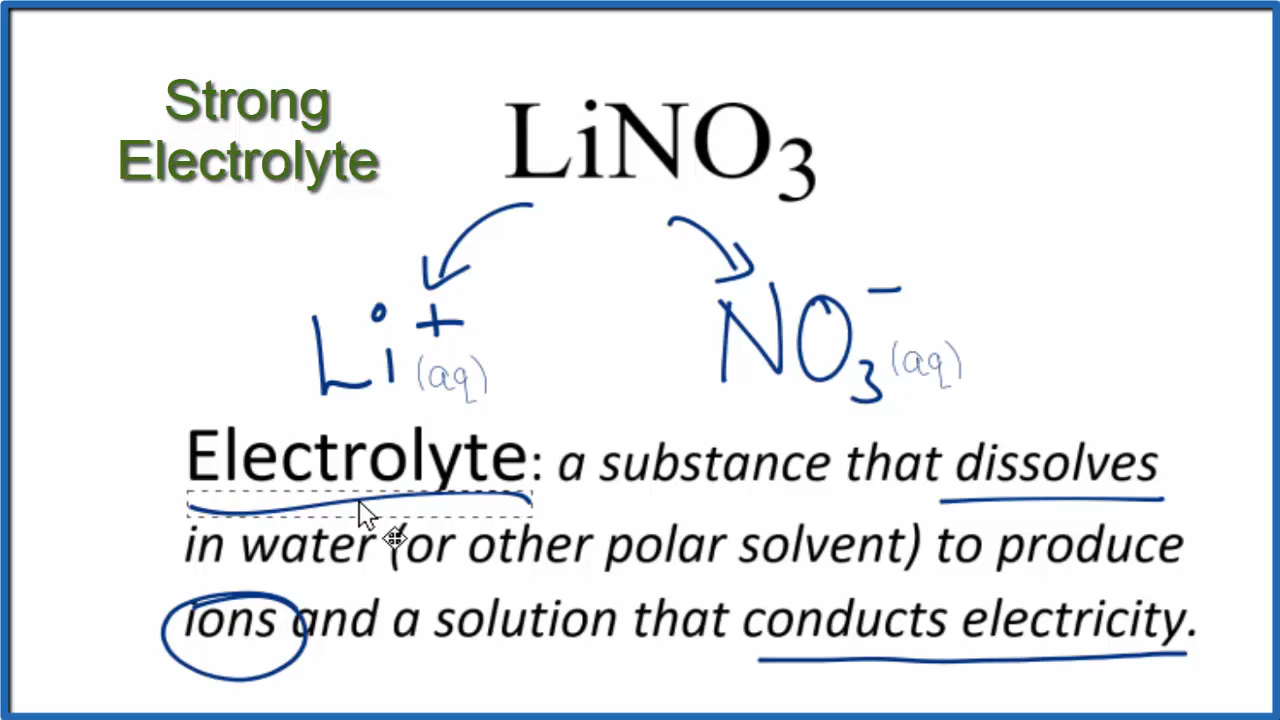 Strong
Electrolyte
LiNO₃
Li⁺(aq)
NO₃⁻(aq)
Electrolyte: a substance that dissolves
in water (or other polar solvent) to produce
ions and a solution that conducts electricity.